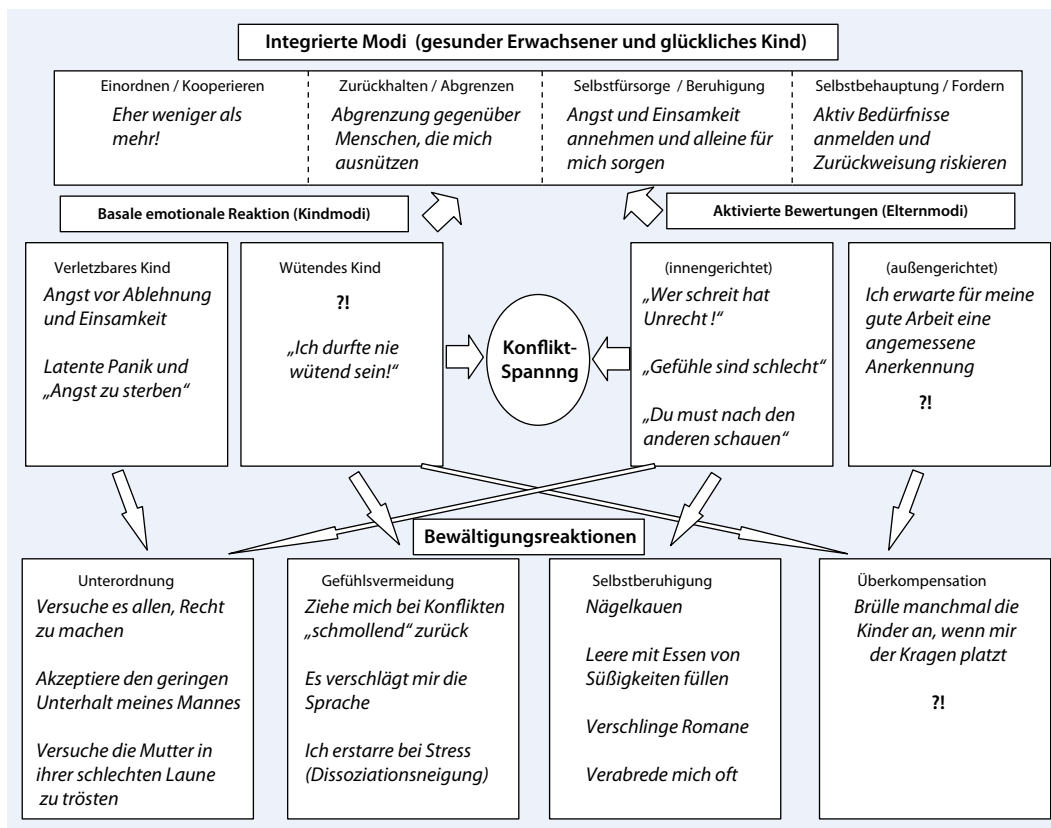 Integrierte Modi (gesunder Erwachsener und glückliches Kind)
Einordnen / Kooperieren
Eher weniger als
mehr!
Zurückhalten / Abgrenzen
Abgrenzung gegenüber
Menschen, die mich
ausnützen
Selbstfürsorge / Beruhigung
Angst und Einsamkeit
annehmen und alleine für
mich sorgen
Selbstbehauptung / Fordern
Aktiv Bedürfnisse
anmelden und
Zurückweisung riskieren
Basale emotionale Reaktion (Kindmodi)
Aktivierte Bewertungen (Elternmodi)
Verletzbares Kind
Angst vor Ablehnung
und Einsamkeit
Latente Panik und
„Angst zu sterben“
Wütendes Kind
?!
„Ich durfte nie
wütend sein!“
Konflikt-
Spannng
(innengerichtet)
„Wer schreit hat
Unrecht !“
„Gefühle sind schlecht“
„Du must nach den
anderen schauen“
(außengerichtet)
Ich erwarte für meine
gute Arbeit eine
angemessene
Anerkennung
?!
Bewältigungsreaktionen
Unterordnung
Versuche es allen, Recht
zu machen
Akzeptiere den geringen
Unterhalt meines Mannes
Versuche die Mutter in
ihrer schlechten Laune
zu trösten
Gefühlsvermeidung
Ziehe mich bei Konflikten
„schmollend“ zurück
Es verschlägt mir die
Sprache
Ich erstarre bei Stress
(Dissoziationsneigung)
Selbstberuhigung
Nägelkauen
Leere mit Essen von
Süßigkeiten füllen
Verschlinge Romane
Verabrede mich oft
Überkompensation
Brülle manchmal die
Kinder an, wenn mir
der Kragen platzt
?!